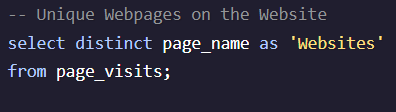 -- Unique Webpages on the Website
select distinct page_name as 'Websites'
from page_visits;